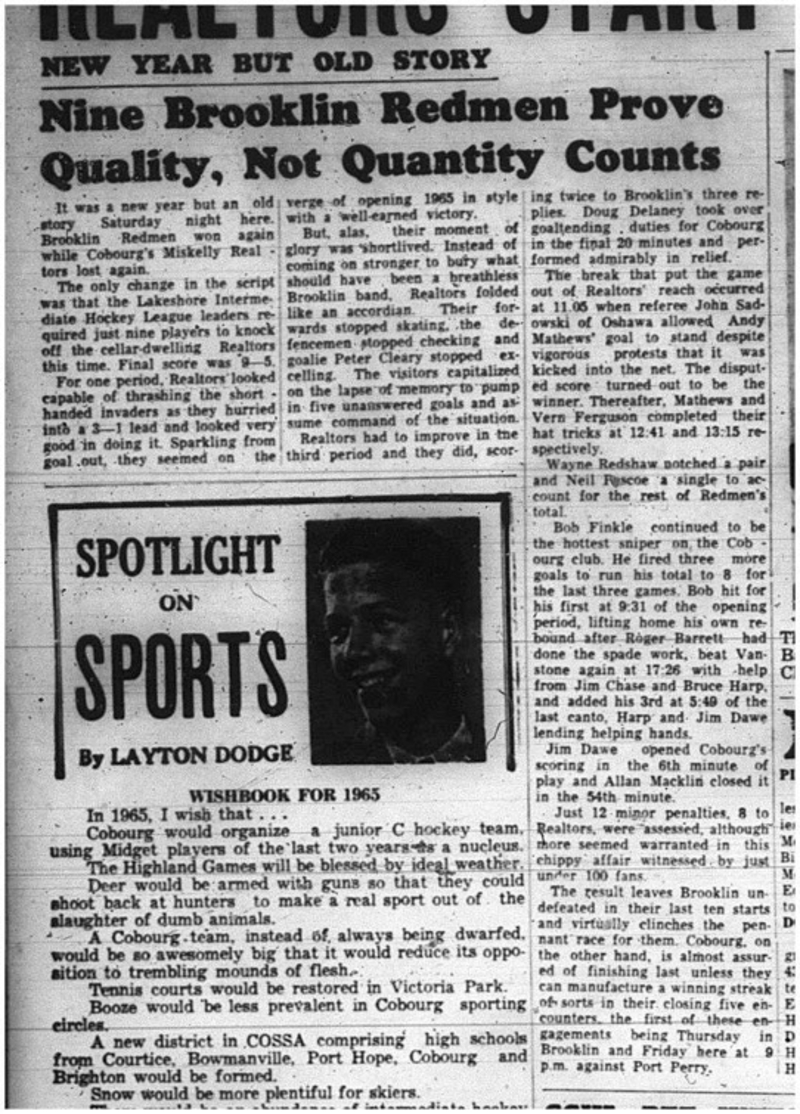 REALTORS START
NEW YEAR BUT OLD STORY
Nine Brooklin Redmen Prove
Quality, Not Quantity Counts
It was a new year but an old
story Saturday night here.
Brooklin Redmen won again
while Cobourg's Miskelly Real -
tors lost again.
The only change in the script
was that the Lakeshore Interme-
diate Hockey League leaders re-
quired just nine players to knock
off the cellar-dwelling Realtors
this time. Final score was 9—5.
For one period, Realtors looked
capable of thrashing the short -
handed invaders as they hurried
into a 3—1 lead and looked very
good in doing it. Sparkling from
goal out, they seemed on the
verge of opening 1965 in style
with a well-earned victory.
But, alas, their moment of
glory was shortlived. Instead of
coming on stronger to bury what
should have been a breathless
Brooklin band, Realtors folded
like an accordian. Their for-
wards stopped skating, the de-
fencemen stopped checking and
goalie Peter Cleary stopped ex-
celling. The visitors capitalized
on the lapse of memory to pump
in five unanswered goals and as-
sume command of the situation.
Realtors had to improve in the
third period and they did, scor-
ing twice to Brooklin's three re-
plies. Doug Delaney took over
goaltending duties for Cobourg
in the final 20 minutes and per-
formed admirably in relief.
The break that put the game
out of Realtors' reach occurred
at 11.05 when referee John Sad-
owski of Oshawa allowed Andy
Mathews' goal to stand despite
vigorous protests that it was
kicked into the net. The disput-
ed score turned out to be the
winner. Thereafter, Mathews and
Vern Ferguson completed their
hat tricks at 12:41 and 13:15 re-
spectively.
Wayne Redshaw notched a pair
and Neil Roscoe a single to ac-
count for the rest of Redmen's
total.
Bob Finkle continued to be
the hottest sniper on the Cob -
ourg club. He fired three more
goals to run his total to 8 for
the last three games. Bob hit for
his first at 9:31 of the opening
period, lifting home his own re-
bound after Roger Barrett had
done the spade work, beat Van-
stone again at 17:26 with help
from Jim Chase and Bruce Harp,
and added his 3rd at 5:49 of the
last canto, Harp and Jim Dawe
lending helping hands.
Jim Dawe opened Cobourg's
scoring in the 6th minute of
play and Allan Macklin closed it
in the 54th minute.
Just 12 minor penalties, 8 to
Realtors, were assessed, although
more seemed warranted in this
chippy affair witnessed by just
under 100 fans.
The result leaves Brooklin un-
defeated in their last ten starts
and virtually clinches the pen-
nant race for them. Cobourg, on
the other hand, is almost assur-
ed of finishing last unless they
can manufacture a winning streak
of sorts in their closing five en-
counters, the first of these en-
gagements being Thursday in
Brooklin and Friday here at 9
p.m. against Port Perry.
SPOTLIGHT
ON
SPORTS
By LAYTON DODGE
WISHBOOK FOR 1965
In 1965, I wish that . . .
Cobourg would organize a junior C hockey team,
using Midget players of the last two years as a nucleus.
The Highland Games will be blessed by ideal weather.
Deer would be armed with guns so that they could
shoot back at hunters to make a real sport out of the
slaughter of dumb animals.
A Cobourg team, instead of always being dwarfed,
would be so awesomely big that it would reduce its oppo-
sition to trembling mounds of flesh.
Tennis courts would be restored in Victoria Park.
Booze would be less prevalent in Cobourg sporting
circles.
A new district in COSSA comprising high schools
from Courtice, Bowmanville, Port Hope, Cobourg and
Brighton would be formed.
Snow would be more plentiful for skiers.